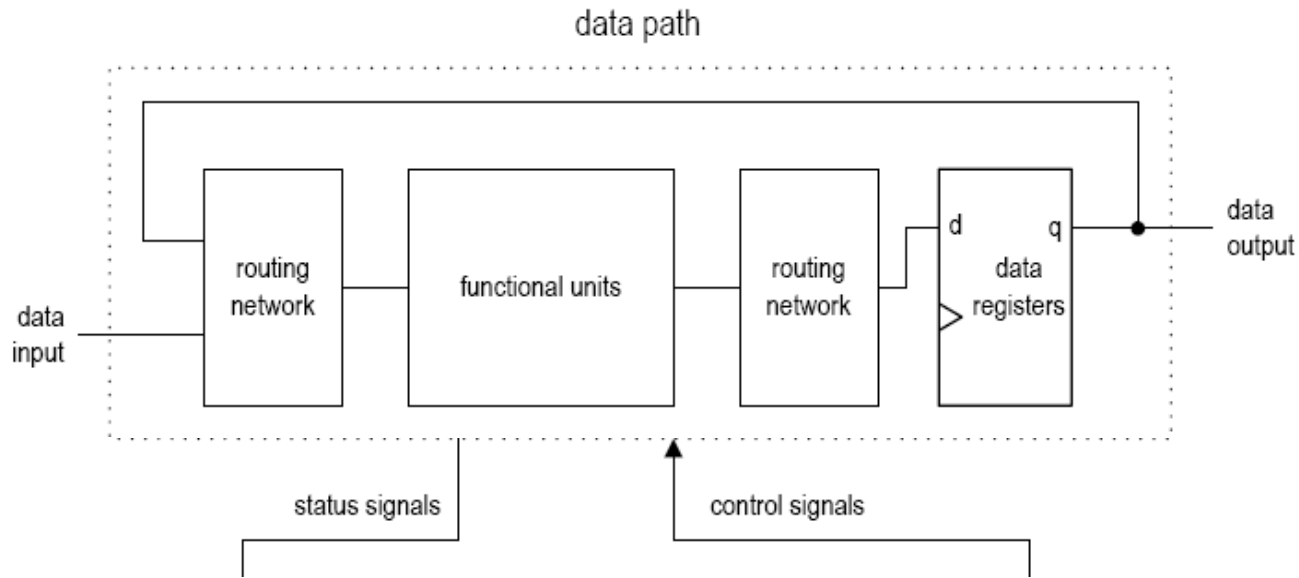 data path
data
input
routing
network
functional units
routing
network
d
q
data
registers
data
output
status signals
control signals